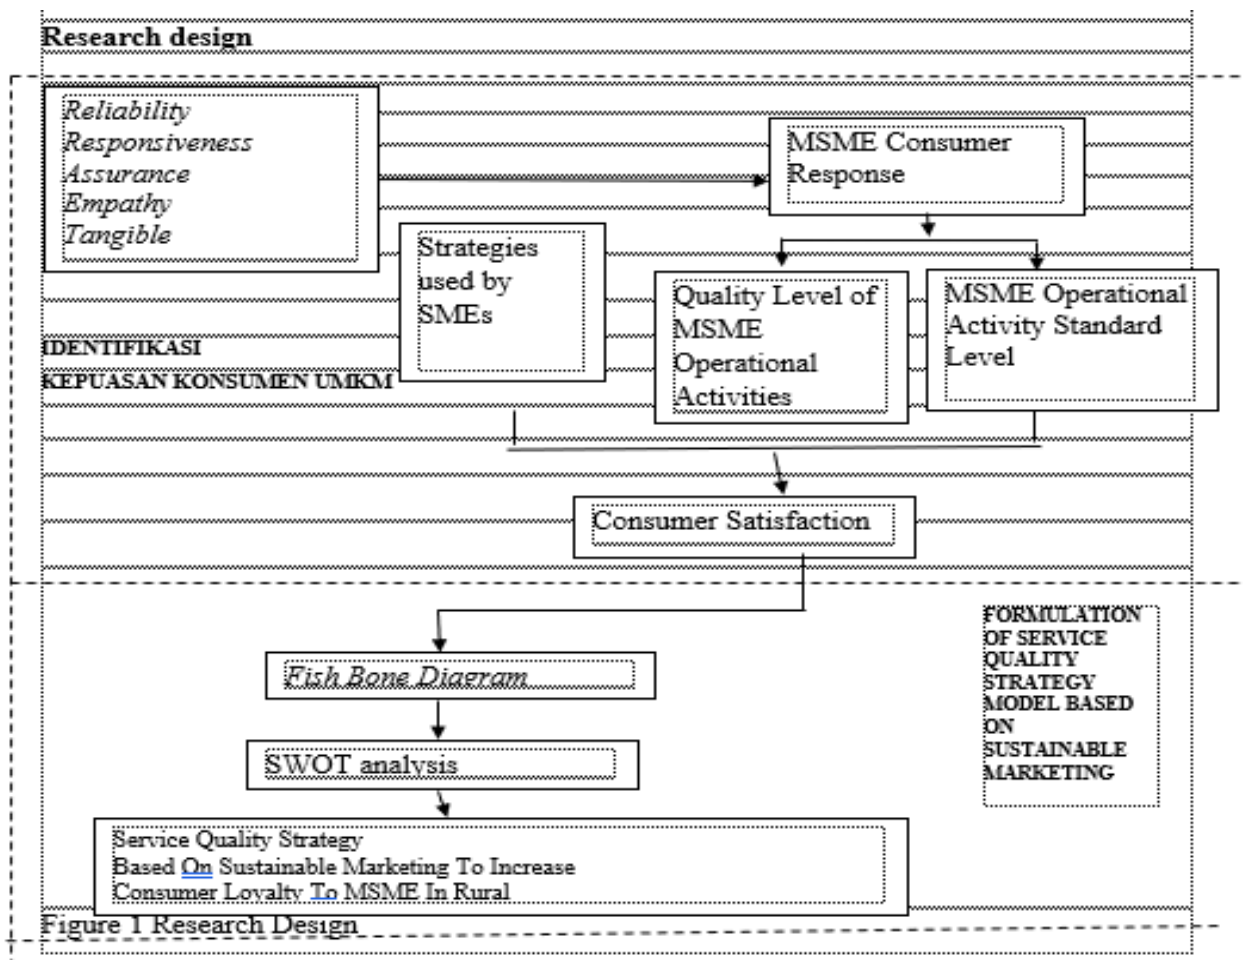 Research design
Reliability
Responsiveness
Assurance
Empathy
Tangible
MSME Consumer
Response
Strategies
used by
SMEs
Quality Level of
MSME
Operational
Activities
MSME Operational
Activity Standard
Level
IDENTIFIKASI
KEPUASAN KONSUMEN UMKM
Consumer Satisfaction
FORMULATION
OF SERVICE
QUALITY
STRATEGY
MODEL BASED
ON
SUSTAINABLE
MARKETING
Fish Bone Diagram
SWOT analysis
Service Quality Strategy
Based On Sustainable Marketing To Increase
Consumer Loyalty To MSME In Rural
Figure 1 Research Design